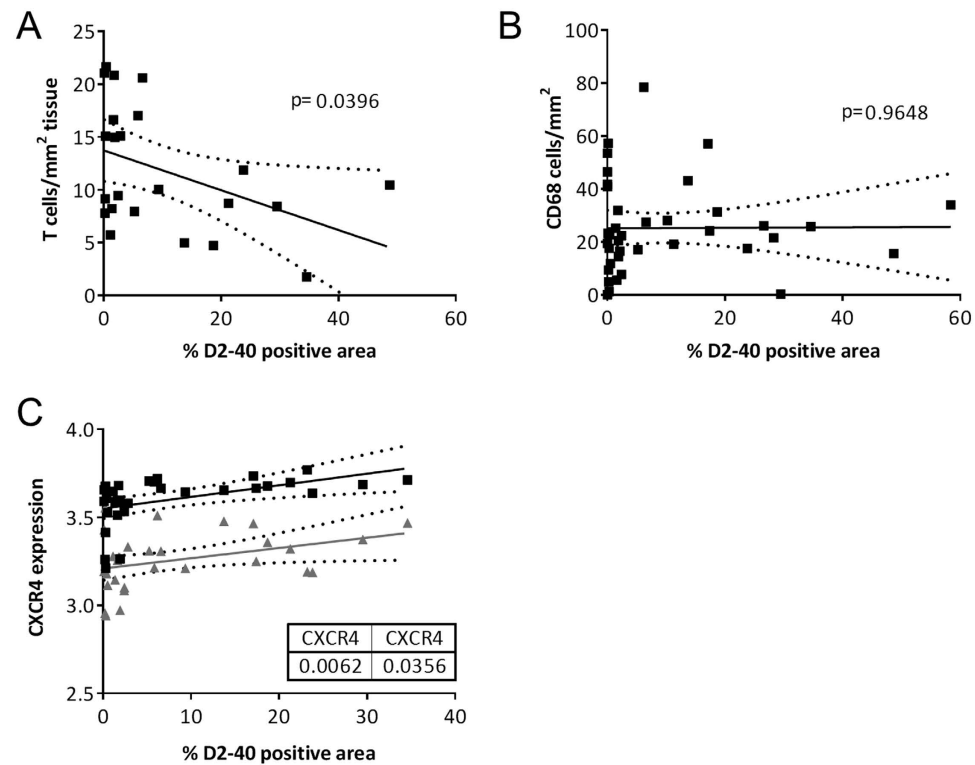 A
T cells/mm² tissue
25
20
15
10
5
0
p= 0.0396
0 20 40 60
% D2-40 positive area
B
CD68 cells/mm²
100
80
60
40
20
0
p= 0.9648
0 20 40 60
% D2-40 positive area
C
CXCR4 expression
4.0
3.5
3.0
2.5
CXCR4 CXCR4
0.0062 0.0356
0 10 20 30 40
% D2-40 positive area